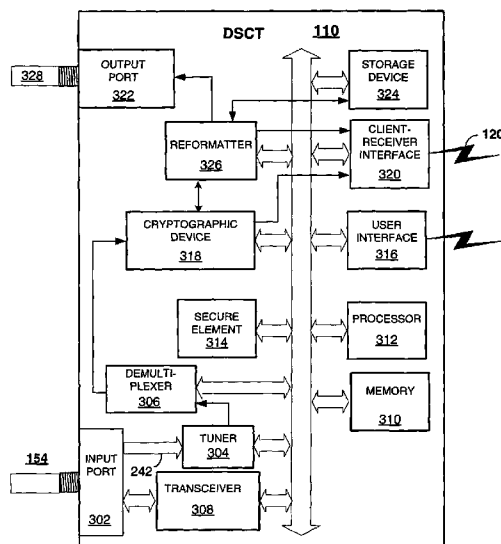 DSCT 110
328
OUTPUT
PORT
322
STORAGE
DEVICE
324
REFORMATTER
326
CLIENT-
RECEIVER
INTERFACE
320
120
CRYPTOGRAPHIC
DEVICE
318
USER
INTERFACE
316
SECURE
ELEMENT
314
PROCESSOR
312
DEMULTI-
PLEXER
306
MEMORY
310
154
INPUT
PORT
302
242
TUNER
304
TRANSCEIVER
308